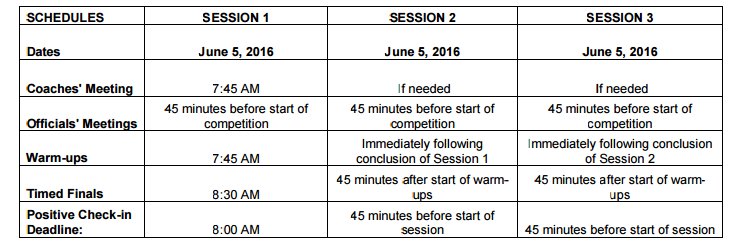 SCHEDULES SESSION 1 SESSION 2 SESSION 3
Dates June 5, 2016 June 5, 2016 June 5, 2016
Coaches' Meeting 7:45 AM If needed If needed
Officials' Meetings 45 minutes before start of competition 45 minutes before start of competition 45 minutes before start of competition
Warm-ups 7:45 AM Immediately following conclusion of Session 1 Immediately following conclusion of Session 2
Timed Finals 8:30 AM 45 minutes after start of warm-ups 45 minutes after start of warm-ups
Positive Check-in Deadline: 8:00 AM 45 minutes before start of session 45 minutes before start of session